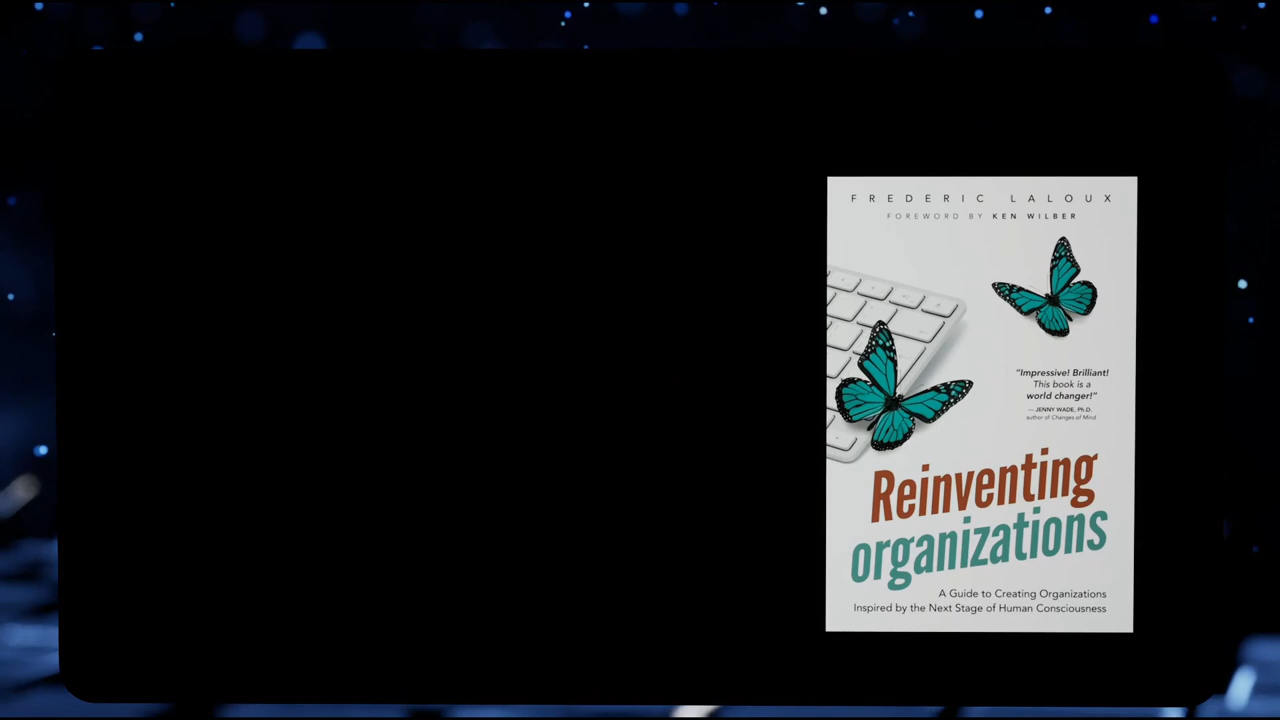 FREDERIC LALOUX
FOREWORD BY KEN WILBER
"Impressive! Brilliant!
This book is a
world changer!"
— JENNY WADE, Ph.D.
author of Changes of Mind
Reinventing
organizations
A Guide to Creating Organizations
Inspired by the Next Stage of Human Consciousness